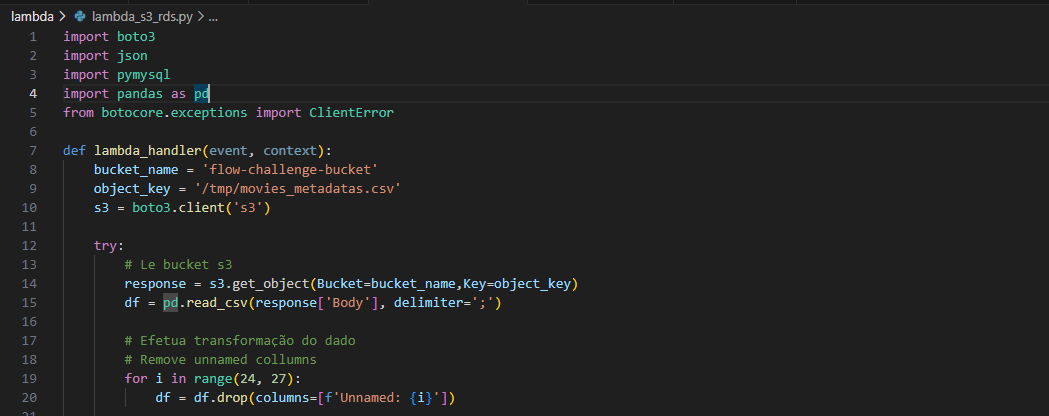 lambda > lambda_s3_rds.py > ...
1 import boto3
2 import json
3 import pymysql
4 import pandas as pd
5 from botocore.exceptions import ClientError
6
7 def lambda_handler(event, context):
8     bucket_name = 'flow-challenge-bucket'
9     object_key = '/tmp/movies_metadatas.csv'
10     s3 = boto3.client('s3')
11
12     try:
13         # Le bucket s3
14         response = s3.get_object(Bucket=bucket_name,Key=object_key)
15         df = pd.read_csv(response['Body'], delimiter=';')
16
17         # Efetua transformação do dado
18         # Remove unnamed collumns
19         for i in range(24, 27):
20             df = df.drop(columns=[f'Unnamed: {i}'])